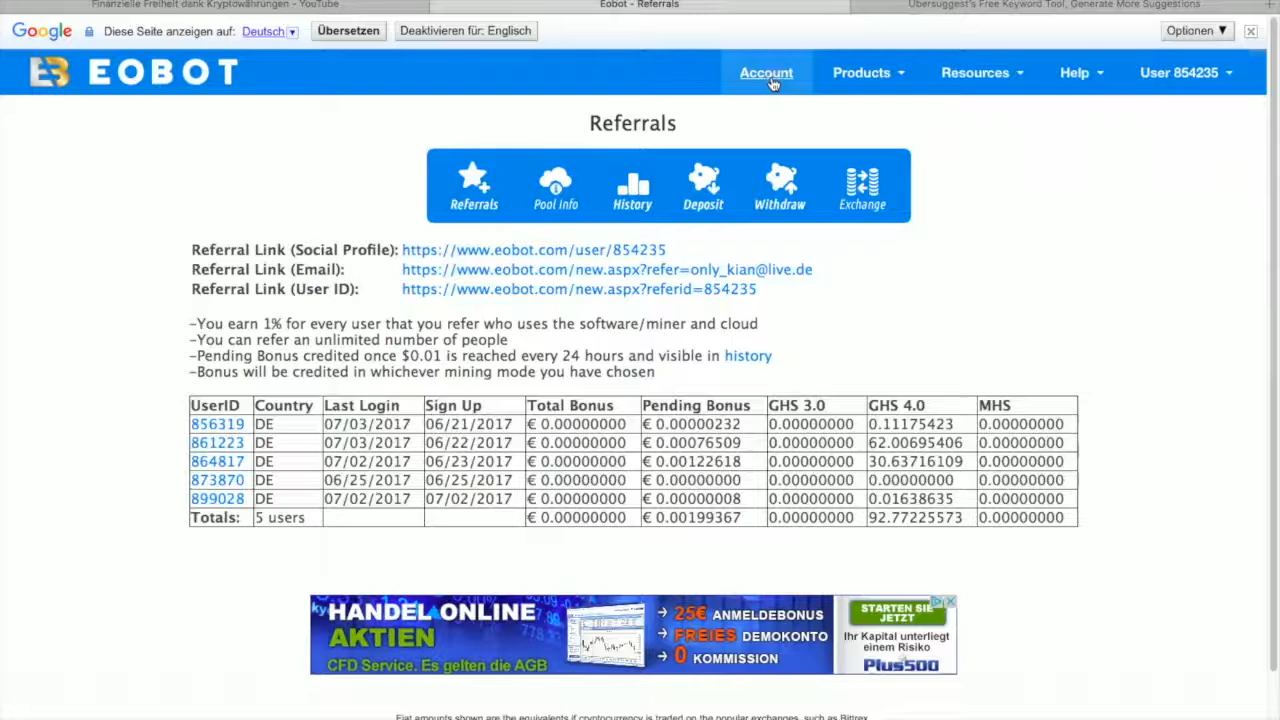 Finanzielle Freiheit dank Kryptowährungen - YouTube
Eobot - Referrals
Ubersuggest's Free Keyword Tool, Generate More Suggestions
Google Diese Seite anzeigen auf: Deutsch Übersetzen Deaktivieren für: Englisch Optionen
EOBOT Account Products Resources Help User 854235
Referrals
Referrals Pool Info History Deposit Withdraw Exchange
Referral Link (Social Profile): https://www.eobot.com/user/854235
Referral Link (Email): https://www.eobot.com/new.aspx?refer=only_kian@live.de
Referral Link (User ID): https://www.eobot.com/new.aspx?referid=854235
-You earn 1% for every user that you refer who uses the software/miner and cloud
-You can refer an unlimited number of people
-Pending Bonus credited once $0.01 is reached every 24 hours and visible in history
-Bonus will be credited in whichever mining mode you have chosen
UserID Country Last Login Sign Up Total Bonus Pending Bonus GHS 3.0 GHS 4.0 MHS
856319 DE 07/03/2017 06/21/2017 € 0.00000000 € 0.00000232 0.00000000 0.11175423 0.00000000
861223 DE 07/03/2017 06/22/2017 € 0.00000000 € 0.00076509 0.00000000 62.00695406 0.00000000
864817 DE 07/02/2017 06/23/2017 € 0.00000000 € 0.00122618 0.00000000 30.63716109 0.00000000
873870 DE 06/25/2017 06/25/2017 € 0.00000000 € 0.00000000 0.00000000 0.00000000 0.00000000
899028 DE 07/02/2017 07/02/2017 € 0.00000000 € 0.00000008 0.00000000 0.01638635 0.00000000
Totals: 5 users € 0.00000000 € 0.00199367 0.00000000 92.77225573 0.00000000
HANDEL ONLINE
AKTIEN
CFD Service. Es gelten die AGB
25€ ANMELDEBONUS
FREIES DEMOKONTO
0 KOMMISSION
STARTEN SIE
JETZT
Ihr Kapital unterliegt
einem Risiko
Plus500
Fiat amounts shown are the equivalents if cryptocurrency is traded on the popular exchanges, such as Bittrex